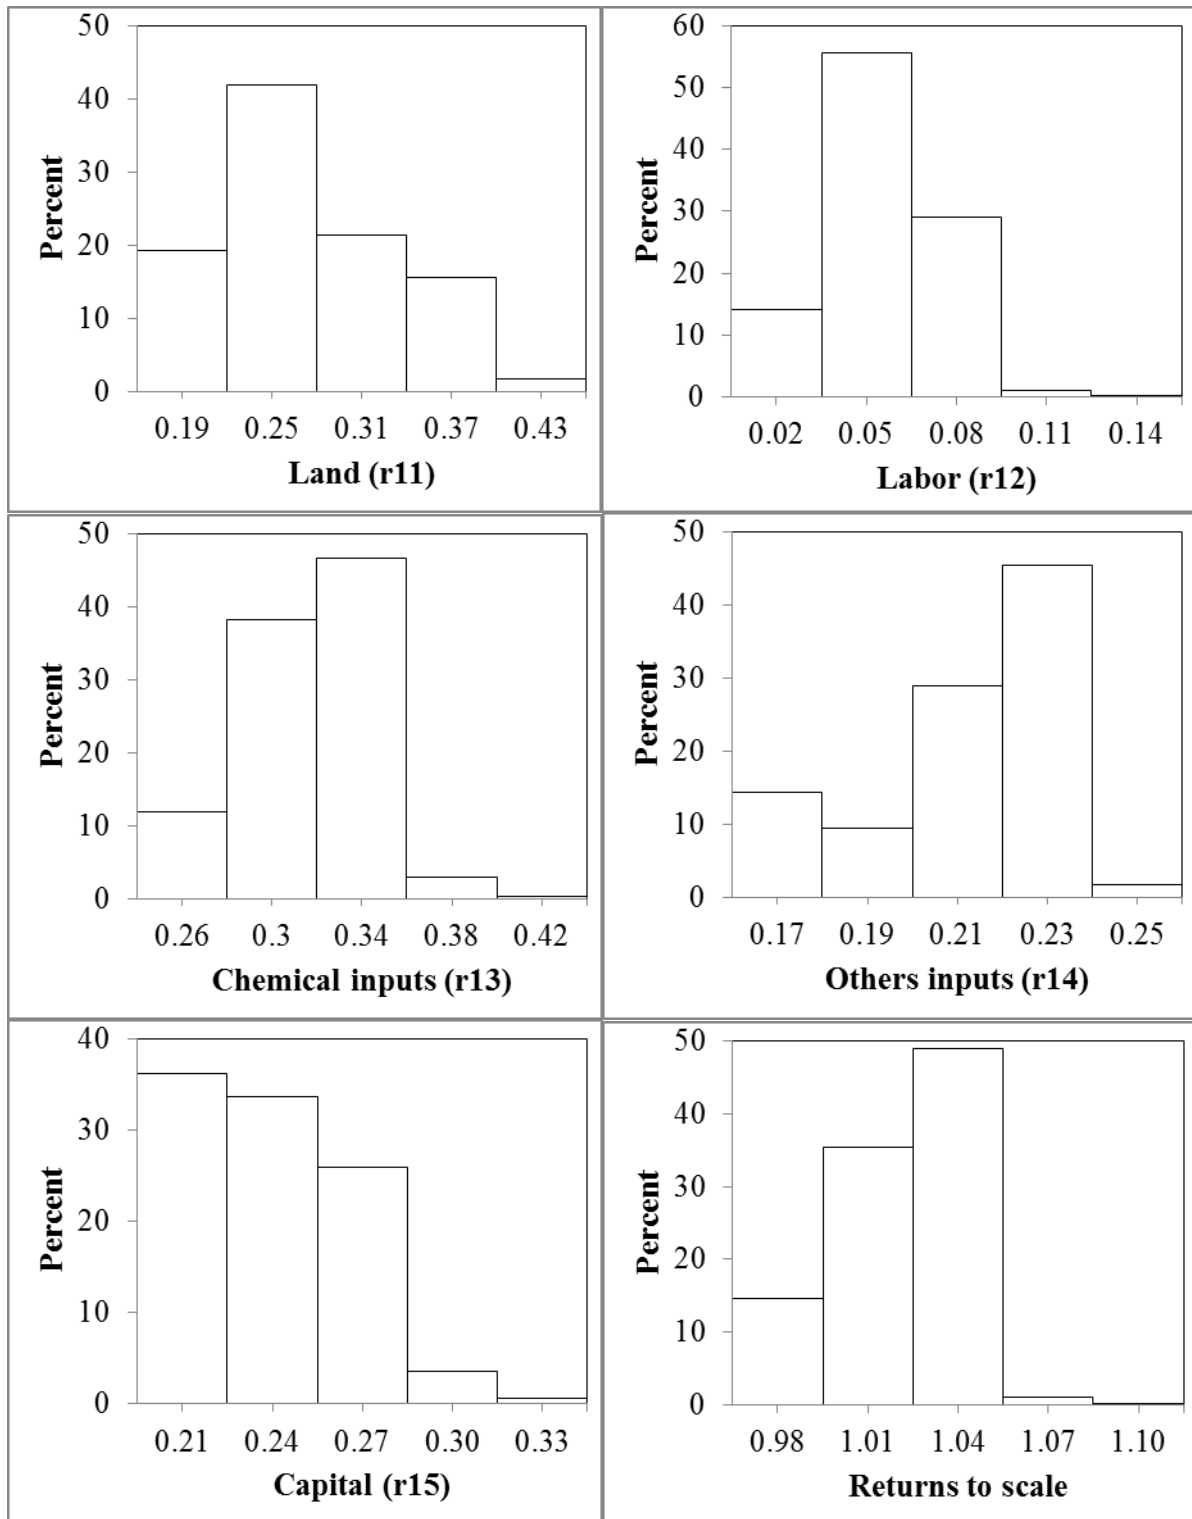 50
40
30
20
10
0
Percent
0.19 0.25 0.31 0.37 0.43
Land (r11)
60
50
40
30
20
10
0
Percent
0.02 0.05 0.08 0.11 0.14
Labor (r12)
50
40
30
20
10
0
Percent
0.26 0.3 0.34 0.38 0.42
Chemical inputs (r13)
50
40
30
20
10
0
Percent
0.17 0.19 0.21 0.23 0.25
Others inputs (r14)
40
30
20
10
0
Percent
0.21 0.24 0.27 0.30 0.33
Capital (r15)
50
40
30
20
10
0
Percent
0.98 1.01 1.04 1.07 1.10
Returns to scale